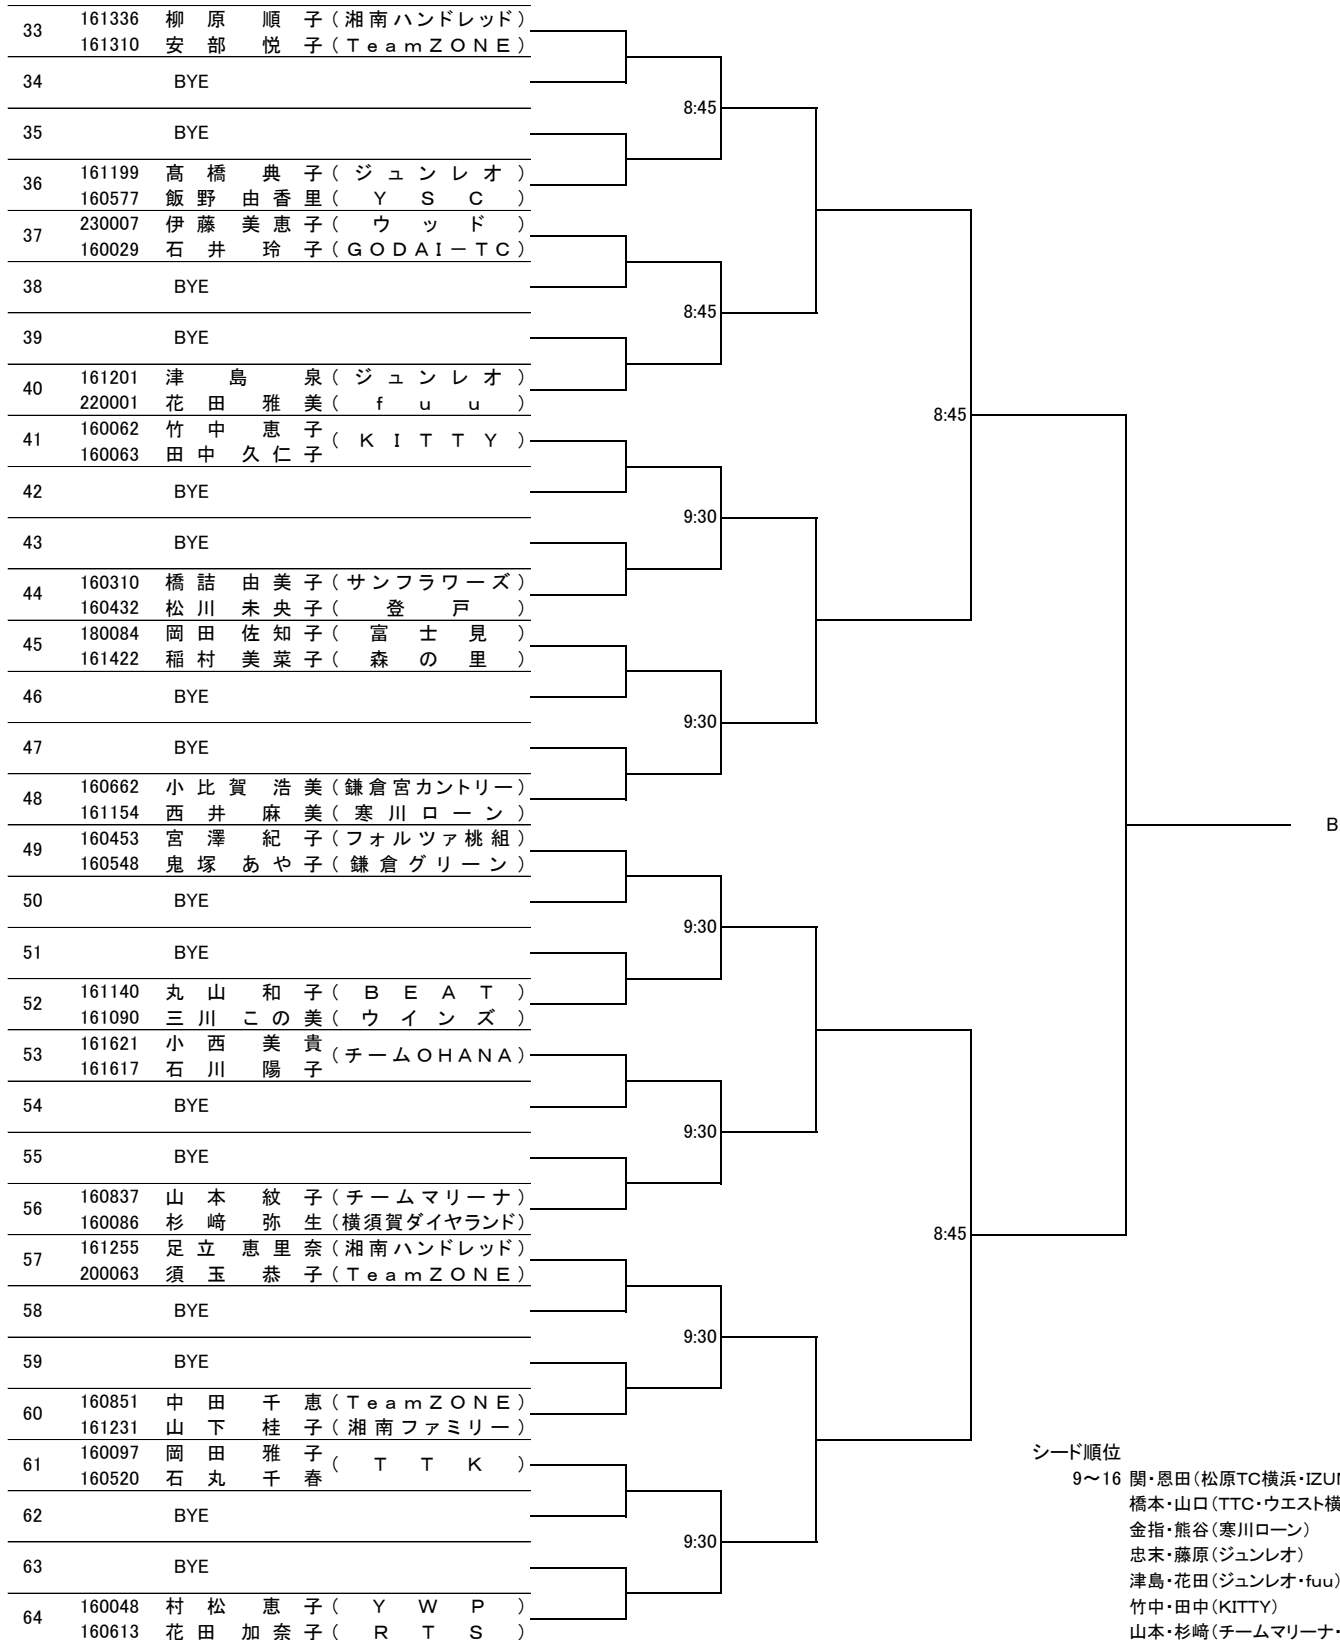 33 161336 柳原 順子(湘南ハンドレッド)
161310 安部 悦子(TeamZONE)
34 BYE
8:45
35 BYE
36 161199 髙橋 典子(ジュンレオ)
160577 飯野 由香里(YSC)
37 230007 伊藤 美恵子(ウッド)
160029 石井 玲子(GODAI－TC)
38 BYE
8:45
39 BYE
40 161201 津島 泉(ジュンレオ)
220001 花田 雅美(fuu)
8:45
41 160062 竹中 恵子(KITTY)
160063 田中 久仁子
42 BYE
9:30
43 BYE
44 160310 橋詰 由美子(サンフラワーズ)
160432 松川 未央子(登戸)
45 180084 岡田 佐知子(富士見)
161422 稲村 美菜子(森の里)
46 BYE
9:30
47 BYE
48 160662 小比賀 浩美(鎌倉宮カントリー)
161154 西井 麻美(寒川ローン)
B
49 160453 宮澤 紀子(フォルツァ桃組)
160548 鬼塚 あや子(鎌倉グリーン)
50 BYE
9:30
51 BYE
52 161140 丸山 和子(BEAT)
161090 三川 この美(ウインズ)
53 161621 小西 美貴(チームOHANA)
161617 石川 陽子
54 BYE
9:30
55 BYE
56 160837 山本 紋子(チームマリーナ)
160086 杉﨑 弥生(横須賀ダイヤランド)
8:45
57 161255 足立 恵里奈(湘南ハンドレッド)
200063 須玉 恭子(TeamZONE)
58 BYE
9:30
59 BYE
60 160851 中田 千恵(TeamZONE)
161231 山下 桂子(湘南ファミリー)
61 160097 岡田 雅子(TTK)
160520 石丸 千春
62 BYE
9:30
63 BYE
64 160048 村松 恵子(YWP)
160613 花田 加奈子(RTS)
シード順位
9～16 関・恩田(松原TC横浜・IZU
橋本・山口(TTC・ウエスト横
金指・熊谷(寒川ローン)
忠末・藤原(ジュンレオ)
津島・花田(ジュンレオ・fuu)
竹中・田中(KITTY)
山本・杉﨑(チームマリーナ・